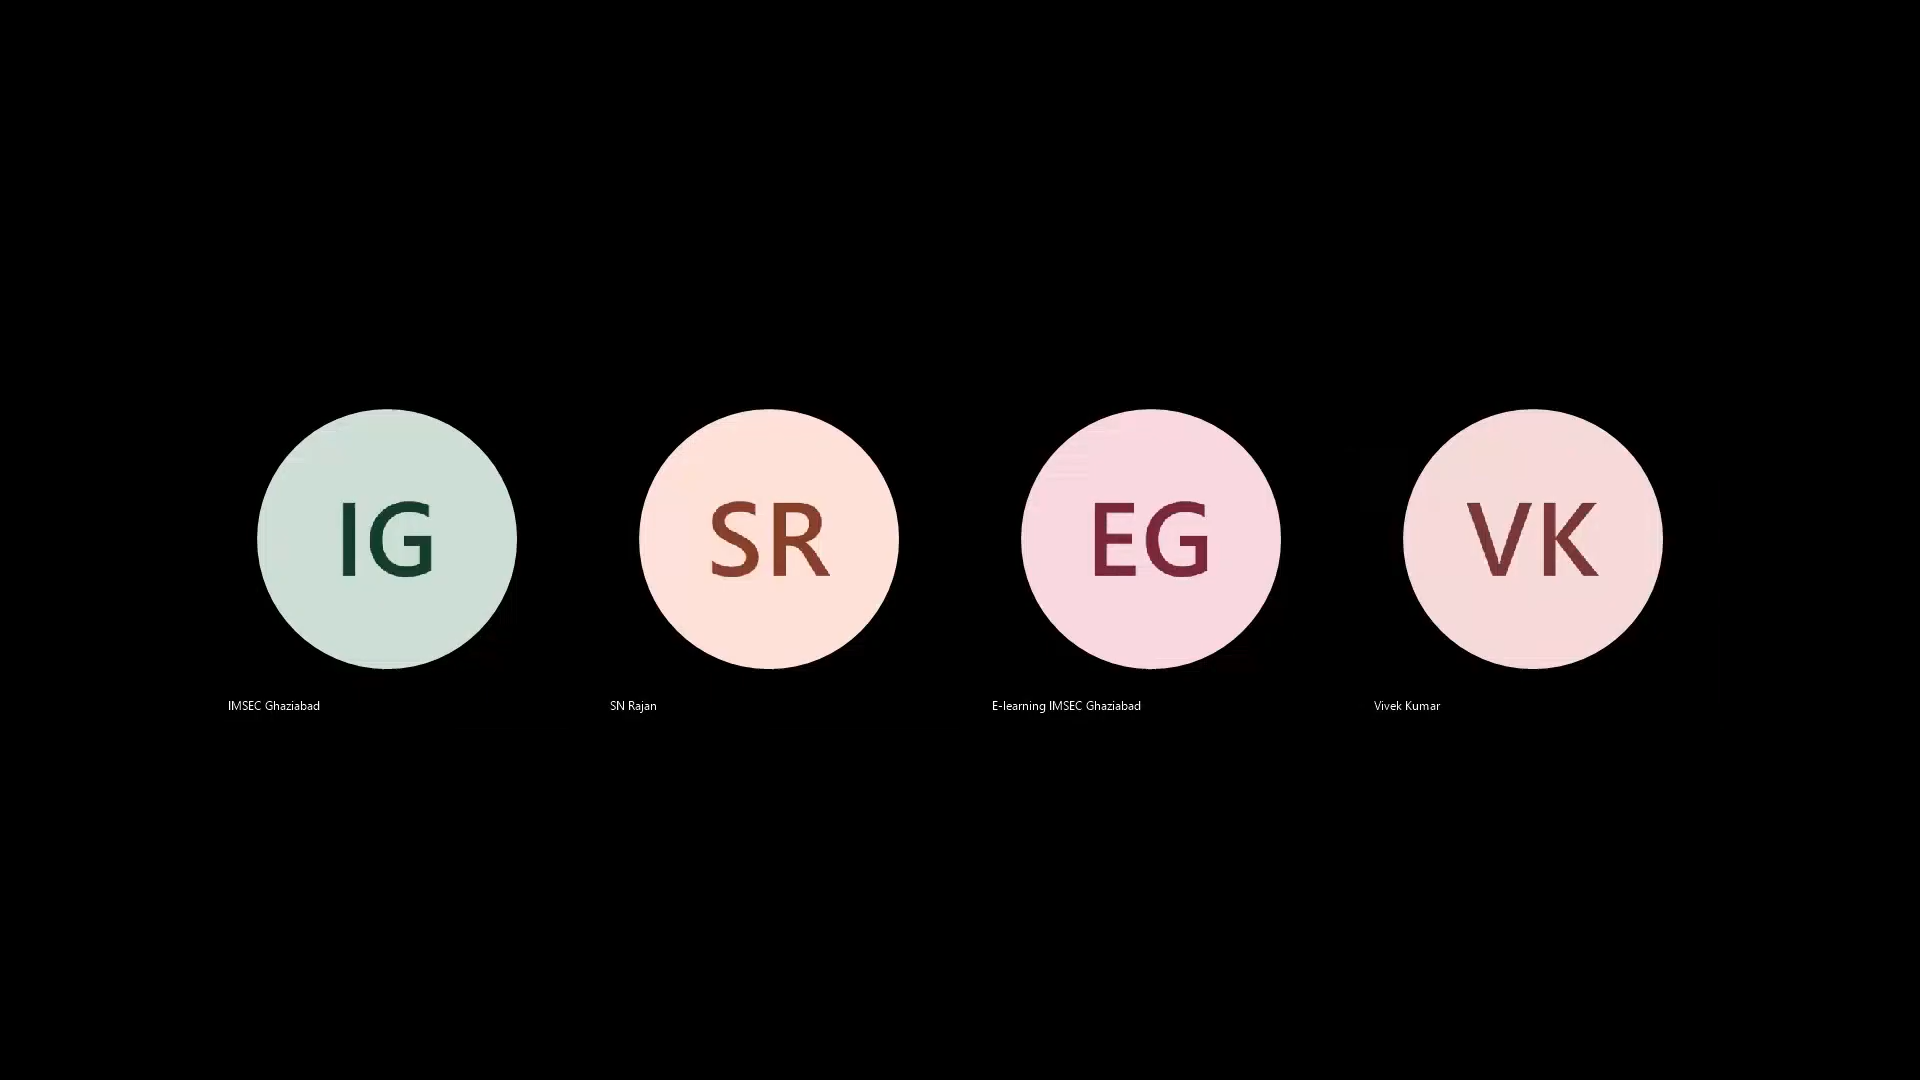 IG
SR
EG
VK
IMSEC Ghaziabad
SN Rajan
E-learning IMSEC Ghaziabad
Vivek Kumar